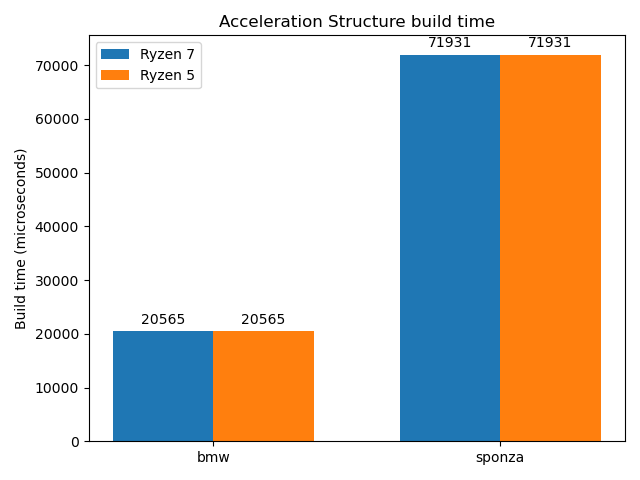 Acceleration Structure build time
Ryzen 7
Ryzen 5
71931 71931
20565 20565
Build time (microseconds)
70000
60000
50000
40000
30000
20000
10000
0
bmw sponza